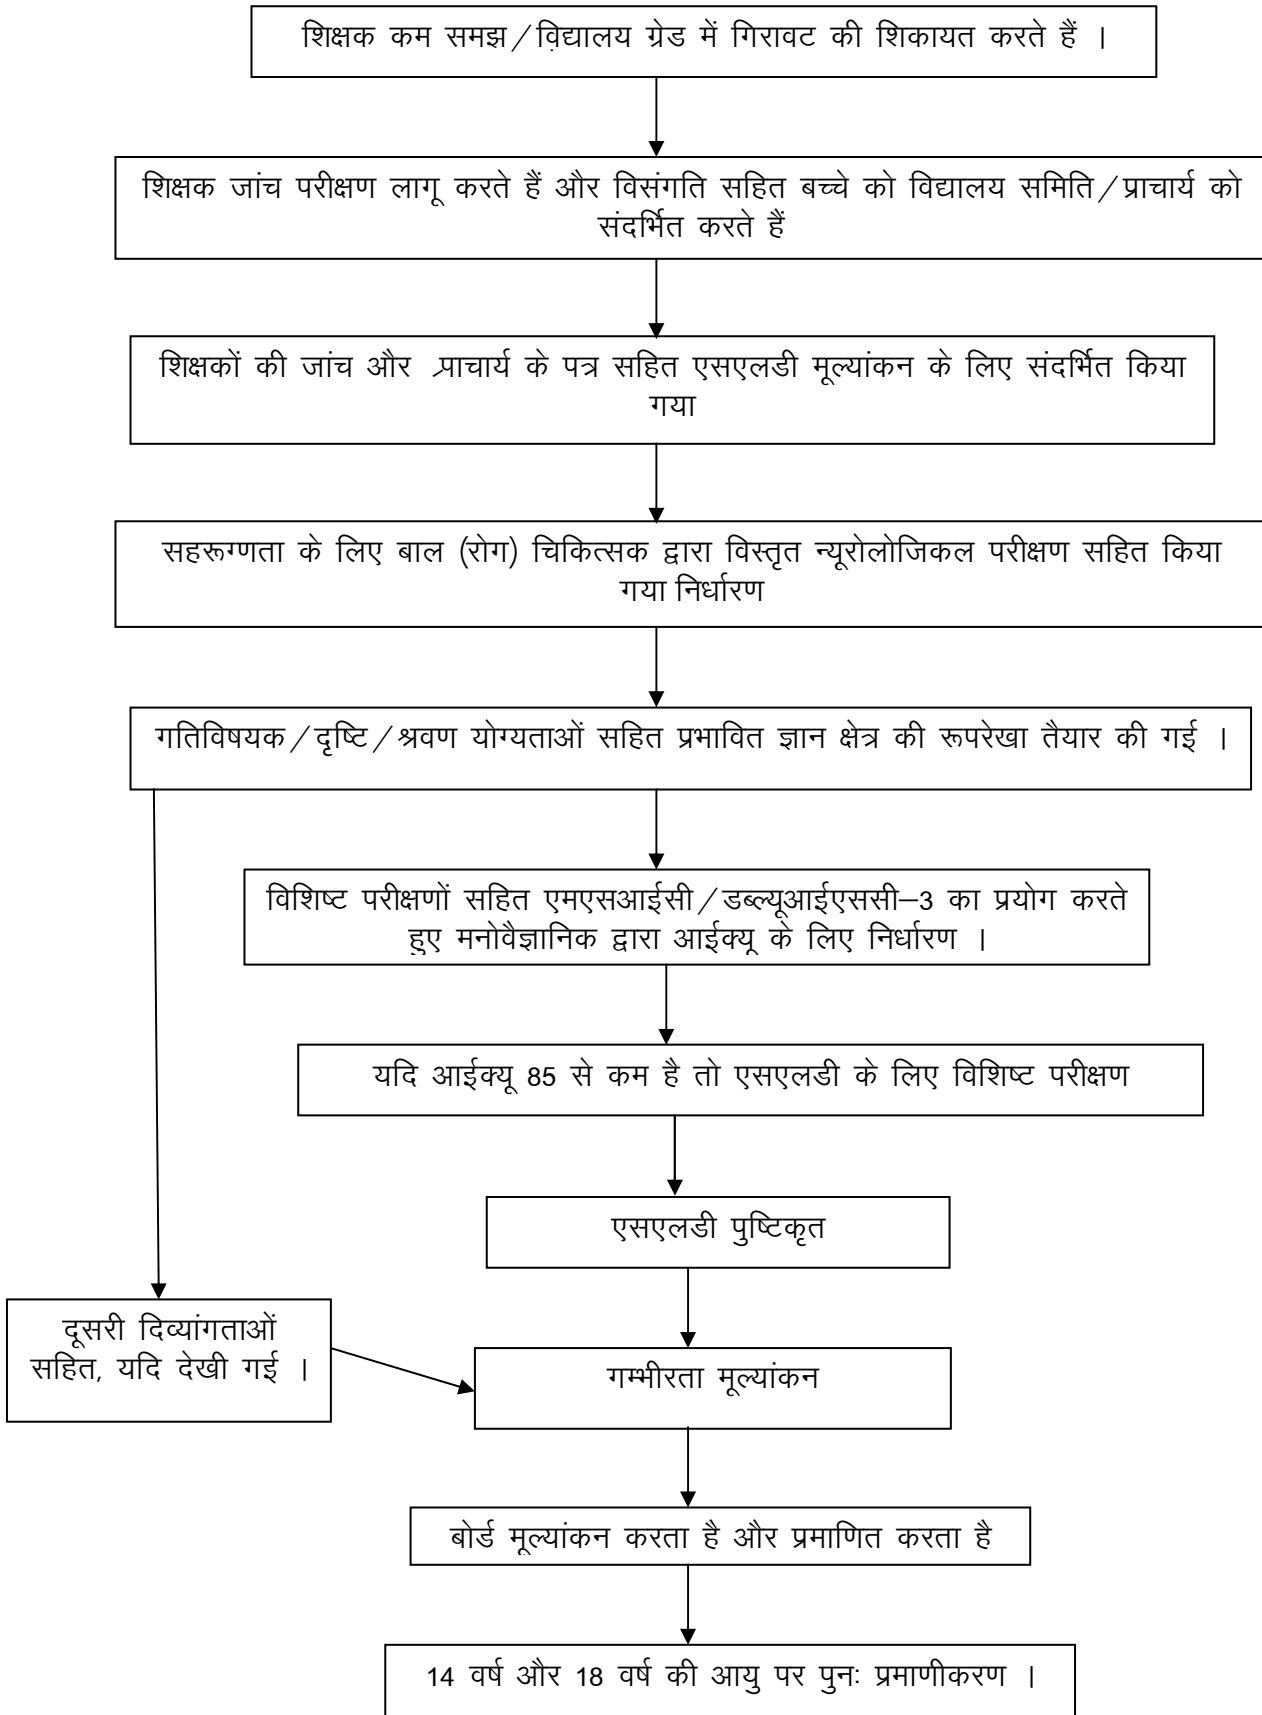 शिक्षक कम समझ/विद्यालय ग्रेड में गिरावट की शिकायत करते हैं ।
शिक्षक जांच परीक्षण लागू करते हैं और विसंगति सहित बच्चे को विद्यालय समिति/प्राचार्य को
संदर्भित करते हैं
शिक्षकों की जांच और प्राचार्य के पत्र सहित एसएलडी मूल्यांकन के लिए संदर्भित किया
गया
सहरूग्णता के लिए बाल (रोग) चिकित्सक द्वारा विस्तृत न्यूरोलोजिकल परीक्षण सहित किया
गया निर्धारण
गतिविषयक/दृष्टि/श्रवण योग्यताओं सहित प्रभावित ज्ञान क्षेत्र की रूपरेखा तैयार की गई ।
विशिष्ट परीक्षणों सहित एमएसआईसी/डब्ल्यूआईएससी–3 का प्रयोग करते
हुए मनोवैज्ञानिक द्वारा आईक्यू के लिए निर्धारण ।
यदि आईक्यू 85 से कम है तो एसएलडी के लिए विशिष्ट परीक्षण
एसएलडी पुष्टिकृत
दूसरी दिव्यांगताओं
सहित, यदि देखी गई ।
गम्भीरता मूल्यांकन
बोर्ड मूल्यांकन करता है और प्रमाणित करता है
14 वर्ष और 18 वर्ष की आयु पर पुनः प्रमाणीकरण ।